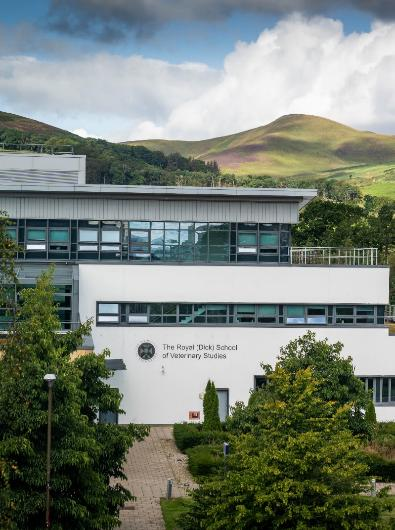 The Royal (Dick) School
of Veterinary Studies